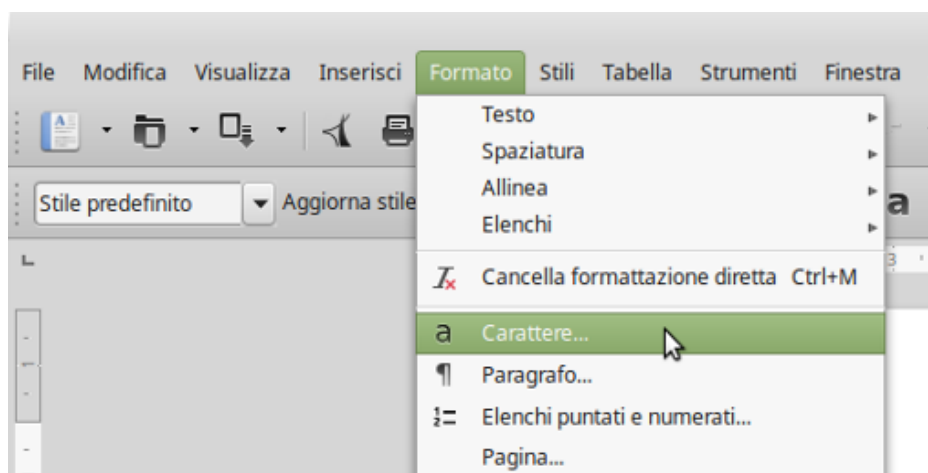 File Modifica Visualizza Inserisci Formato Stili Tabella Strumenti Finestra
Testo
Spaziatura
Stile predefinito Aggiorna stile Allinea a
Elenchi
3
Cancella formattazione diretta Ctrl+M
a Carattere...
¶ Paragrafo...
Elenchi puntati e numerati...
Pagina...